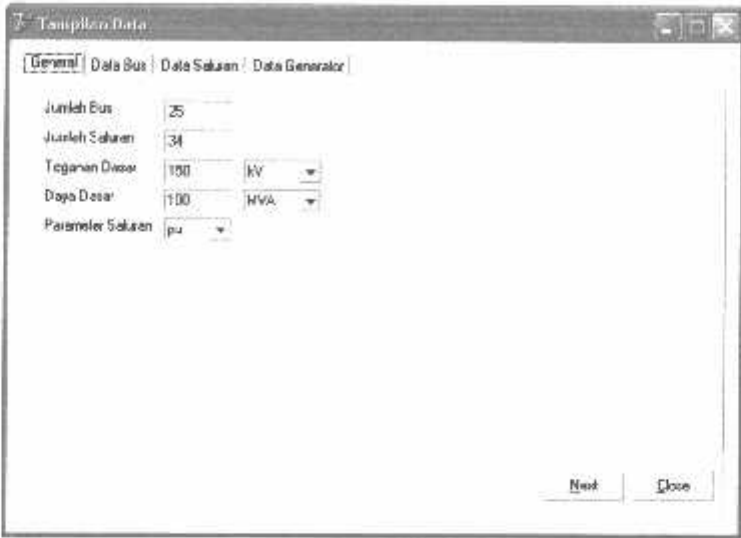 Tampilan Data
General Data Bus Data Saluran Data Generator
Jumlah Bus 25
Jumlah Saluran 34
Tegangan Dasar 150 kV
Daya Dasar 100 MVA
Parameter Saluran pu
Next Close